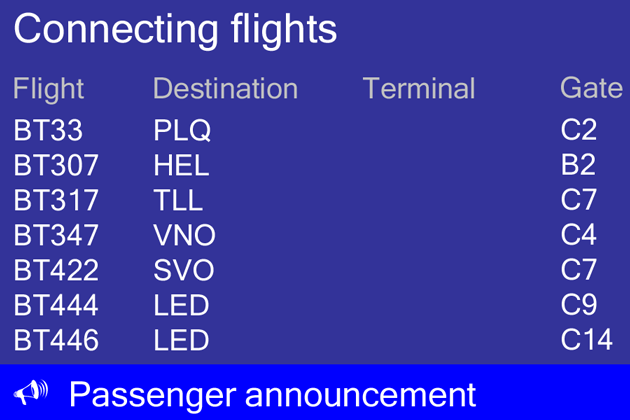 Connecting flights
Flight Destination Terminal Gate
BT33 PLQ C2
BT307 HEL B2
BT317 TLL C7
BT347 VNO C4
BT422 SVO C7
BT444 LED C9
BT446 LED C14
Passenger announcement